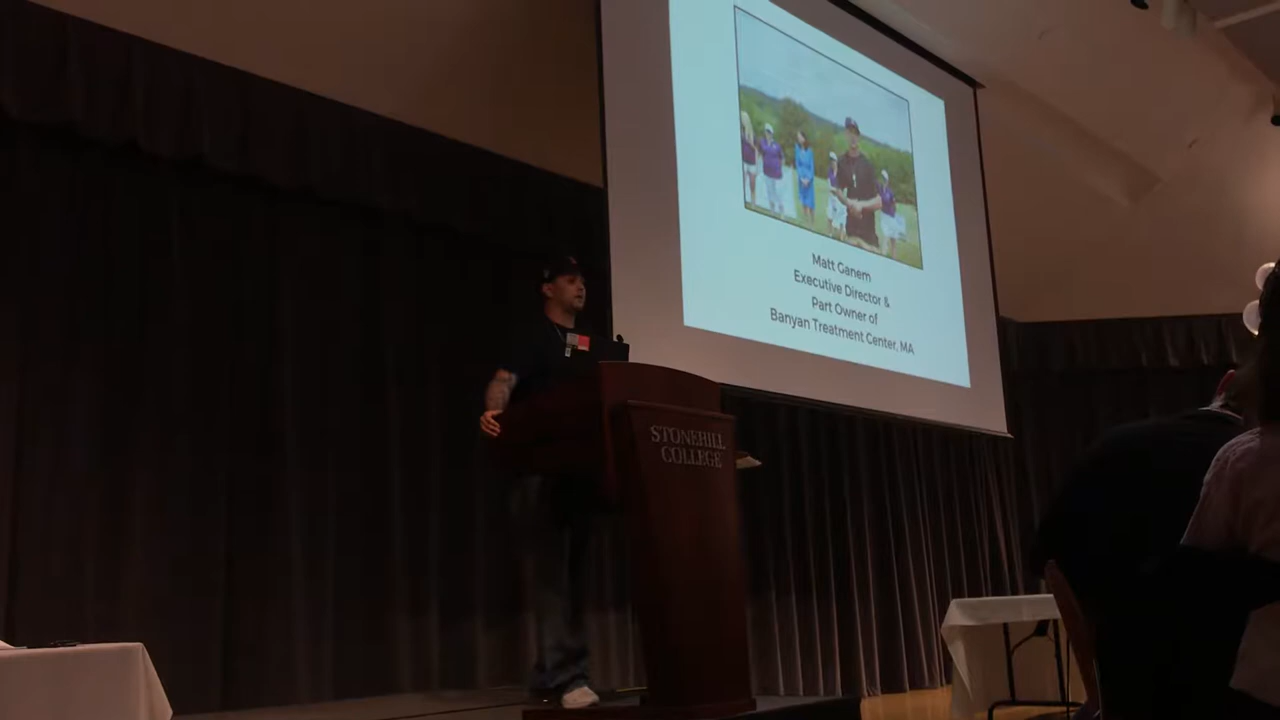 Matt Ganem
Executive Director &
Part Owner of
Banyan Treatment Center, MA
STONEHILL
COLLEGE